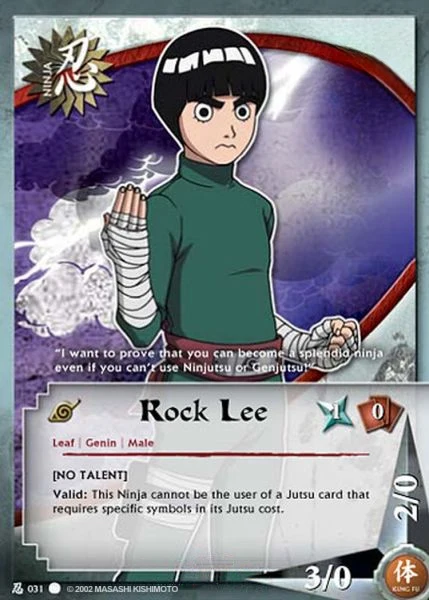 忍
NINJA
"I want to prove that you can become a splendid ninja
even if you can't use Ninjutsu or Genjutsu!"
Rock Lee
1
0
Leaf | Genin | Male
[NO TALENT]
Valid: This Ninja cannot be the user of a Jutsu card that
requires specific symbols in its Jutsu cost.
2/0
3/0
体
KUNG FU
忍 031 © 2002 MASASHI KISHIMOTO